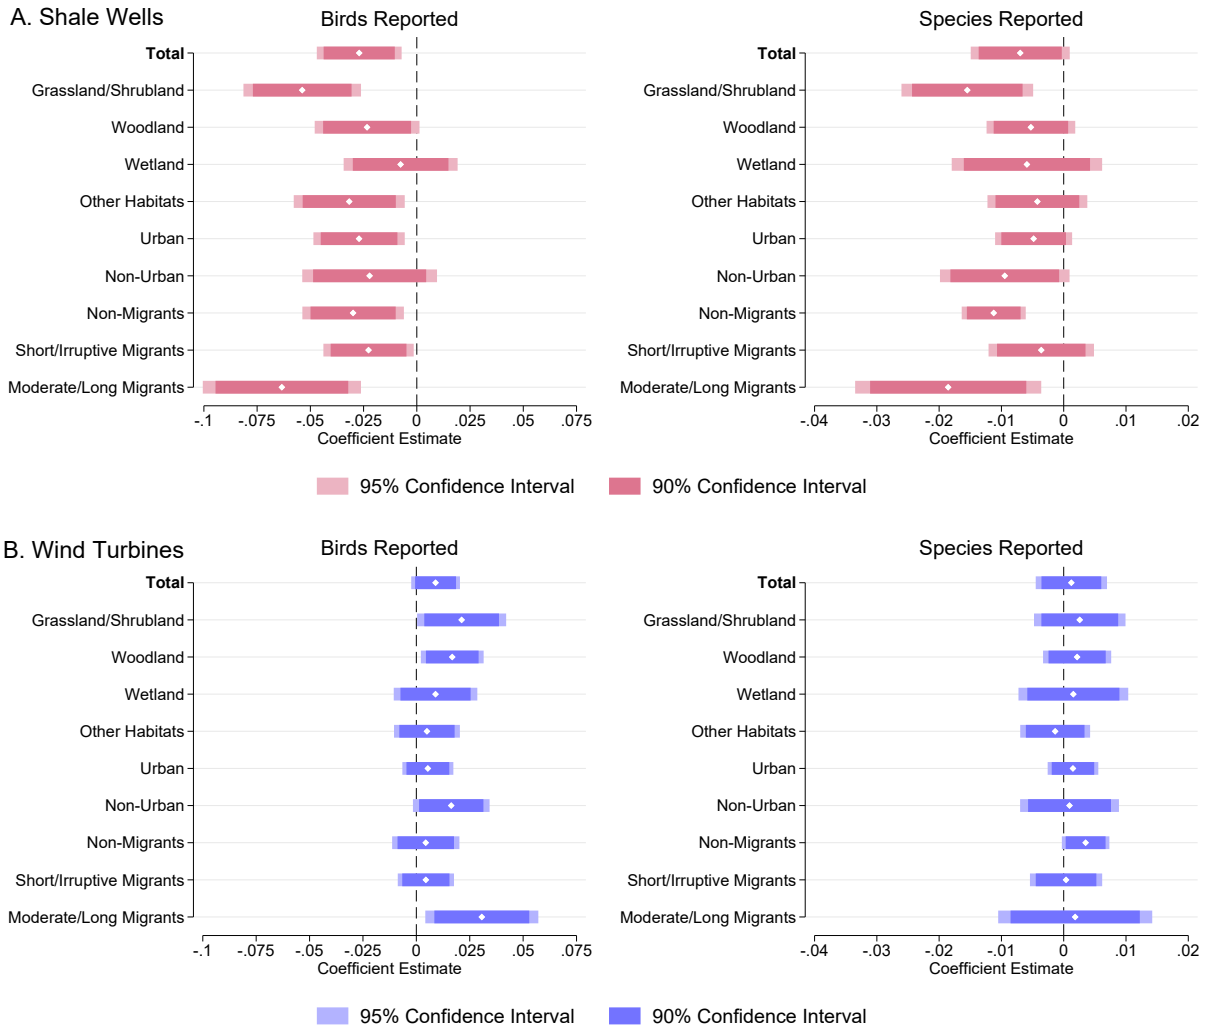 A. Shale Wells
Birds Reported
Total
Grassland/Shrubland
Woodland
Wetland
Other Habitats
Urban
Non-Urban
Non-Migrants
Short/Irruptive Migrants
Moderate/Long Migrants
-.1 -.075 -.05 -.025 0 .025 .05 .075
Coefficient Estimate
Species Reported
Total
Grassland/Shrubland
Woodland
Wetland
Other Habitats
Urban
Non-Urban
Non-Migrants
Short/Irruptive Migrants
Moderate/Long Migrants
-.04 -.03 -.02 -.01 0 .01 .02
Coefficient Estimate
95% Confidence Interval 90% Confidence Interval
B. Wind Turbines
Birds Reported
Total
Grassland/Shrubland
Woodland
Wetland
Other Habitats
Urban
Non-Urban
Non-Migrants
Short/Irruptive Migrants
Moderate/Long Migrants
-.1 -.075 -.05 -.025 0 .025 .05 .075
Coefficient Estimate
Species Reported
Total
Grassland/Shrubland
Woodland
Wetland
Other Habitats
Urban
Non-Urban
Non-Migrants
Short/Irruptive Migrants
Moderate/Long Migrants
-.04 -.03 -.02 -.01 0 .01 .02
Coefficient Estimate
95% Confidence Interval 90% Confidence Interval